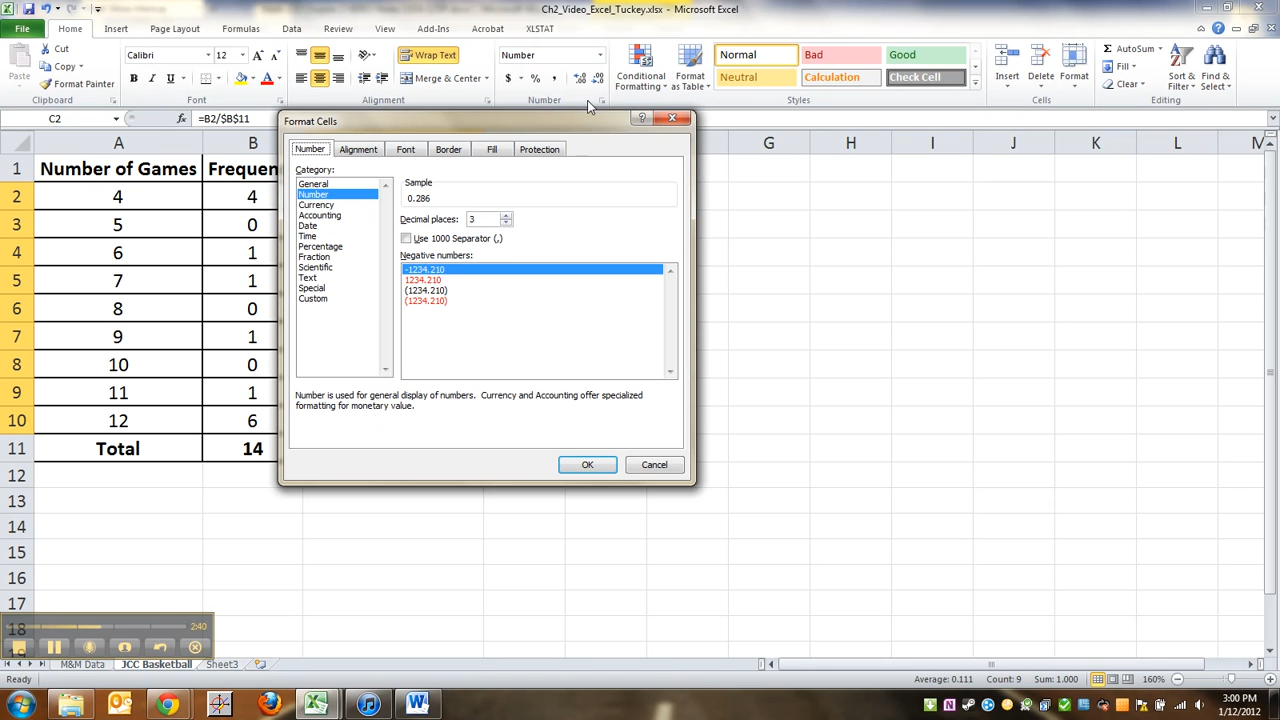 Ch2_Video_Excel_Tuckey.xlsx - Microsoft Excel
File Home Insert Page Layout Formulas Data Review View Add-Ins Acrobat XLSTAT
Paste Cut Copy Format Painter Clipboard
Calibri 12 B I U A A A Font
Wrap Text Merge & Center Alignment
Number $ % , Number
Conditional Formatting Format as Table Normal Bad Good Neutral Calculation Check Cell Styles
Insert Delete Format Cells
AutoSum Fill Clear Sort & Filter Find & Select Editing
C2 fx =B2/$B$11
A B G H I J K L M
1 Number of Games Frequen
2 4 4
3 5 0
4 6 1
5 7 1
6 8 0
7 9 1
8 10 0
9 11 1
10 12 6
11 Total 14
12
13
14
15
16
17
18
Format Cells
Number Alignment Font Border Fill Protection
Category:
General
Number
Currency
Accounting
Date
Time
Percentage
Fraction
Scientific
Text
Special
Custom
Sample
0.286
Decimal places: 3
Use 1000 Separator (,)
Negative numbers:
-1234.210
1234.210
(1234.210)
(1234.210)
Number is used for general display of numbers. Currency and Accounting offer specialized
formatting for monetary value.
OK Cancel
2:40
M&M Data JCC Basketball Sheet3
Ready Average: 0.111 Count: 9 Sum: 1.000 160%
3:00 PM
1/12/2012